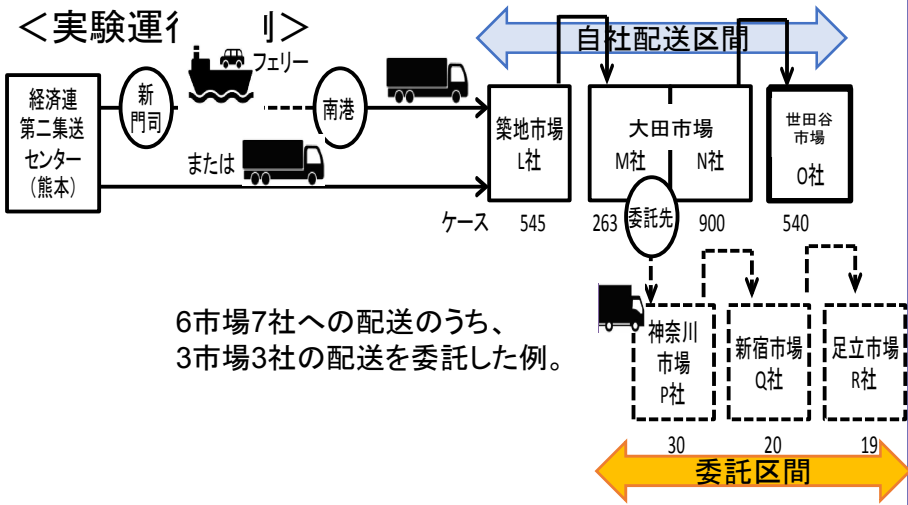 ＜実験運行 刂＞
自社配送区間
フェリー
経済連
第二集送
センター
（熊本）
新
門司
南港
または
築地市場
L社
大田市場
M社
N社
世田谷
市場
O社
委託先
ケース
545
263
900
540
6市場7社への配送のうち、
3市場3社の配送を委託した例。
神奈川
市場
P社
新宿市場
Q社
足立市場
R社
30
20
19
委託区間